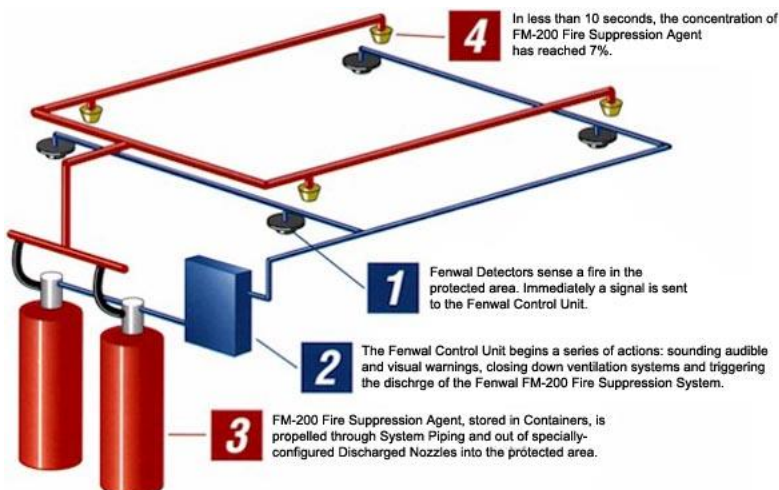 4
In less than 10 seconds, the concentration of
FM-200 Fire Suppression Agent
has reached 7%.
1
Fenwal Detectors sense a fire in the
protected area. Immediately a signal is sent
to the Fenwal Control Unit.
2
The Fenwal Control Unit begins a series of actions: sounding audible
and visual warnings, closing down ventilation systems and triggering
the dischrge of the Fenwal FM-200 Fire Suppression System.
3
FM-200 Fire Suppression Agent, stored in Containers, is
propelled through System Piping and out of specially-
configured Discharged Nozzles into the protected area.